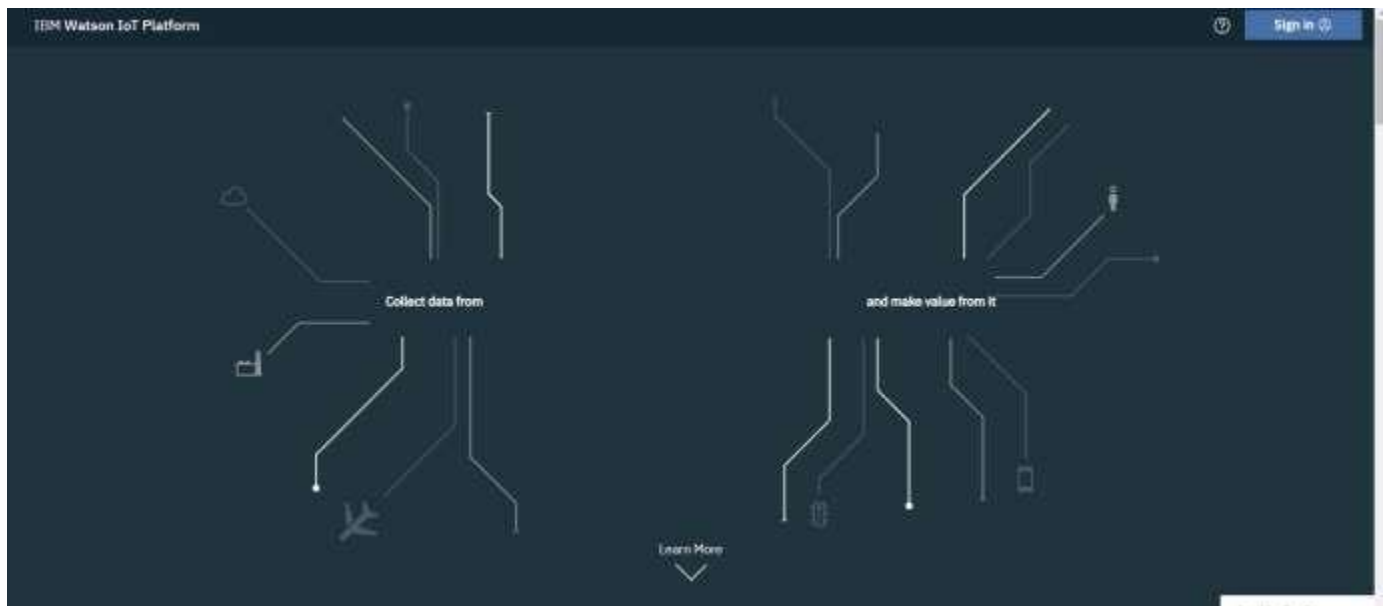 IBM Watson IoT Platform
Sign in
Collect data from
and make value from it
Learn More